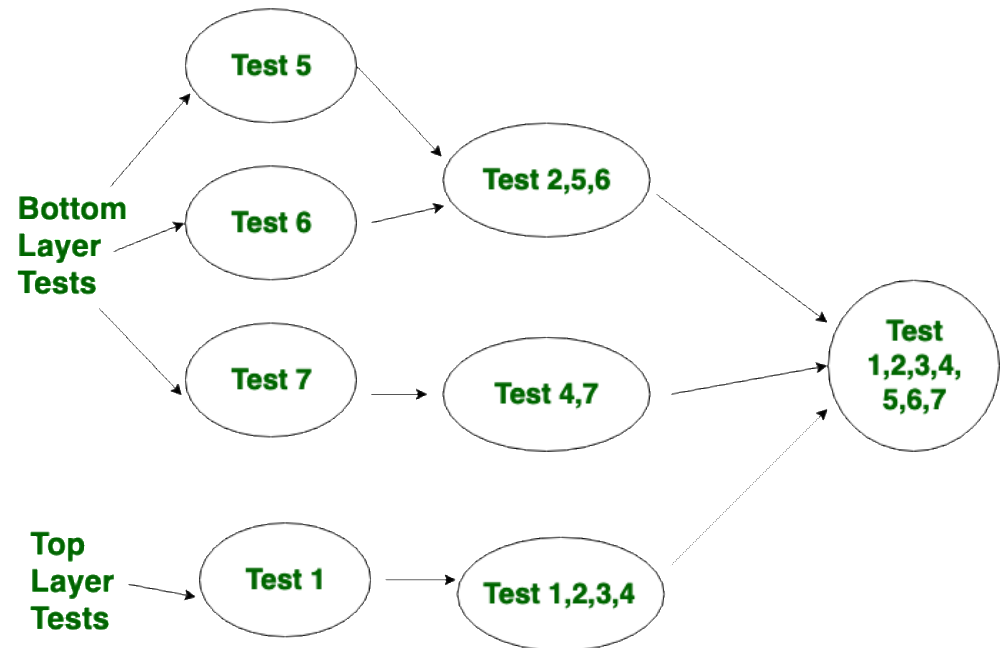 Test 5
Test 2,5,6
Bottom
Layer
Tests
Test 6
Test 7
Test 4,7
Test
1,2,3,4,
5,6,7
Top
Layer
Tests
Test 1
Test 1,2,3,4